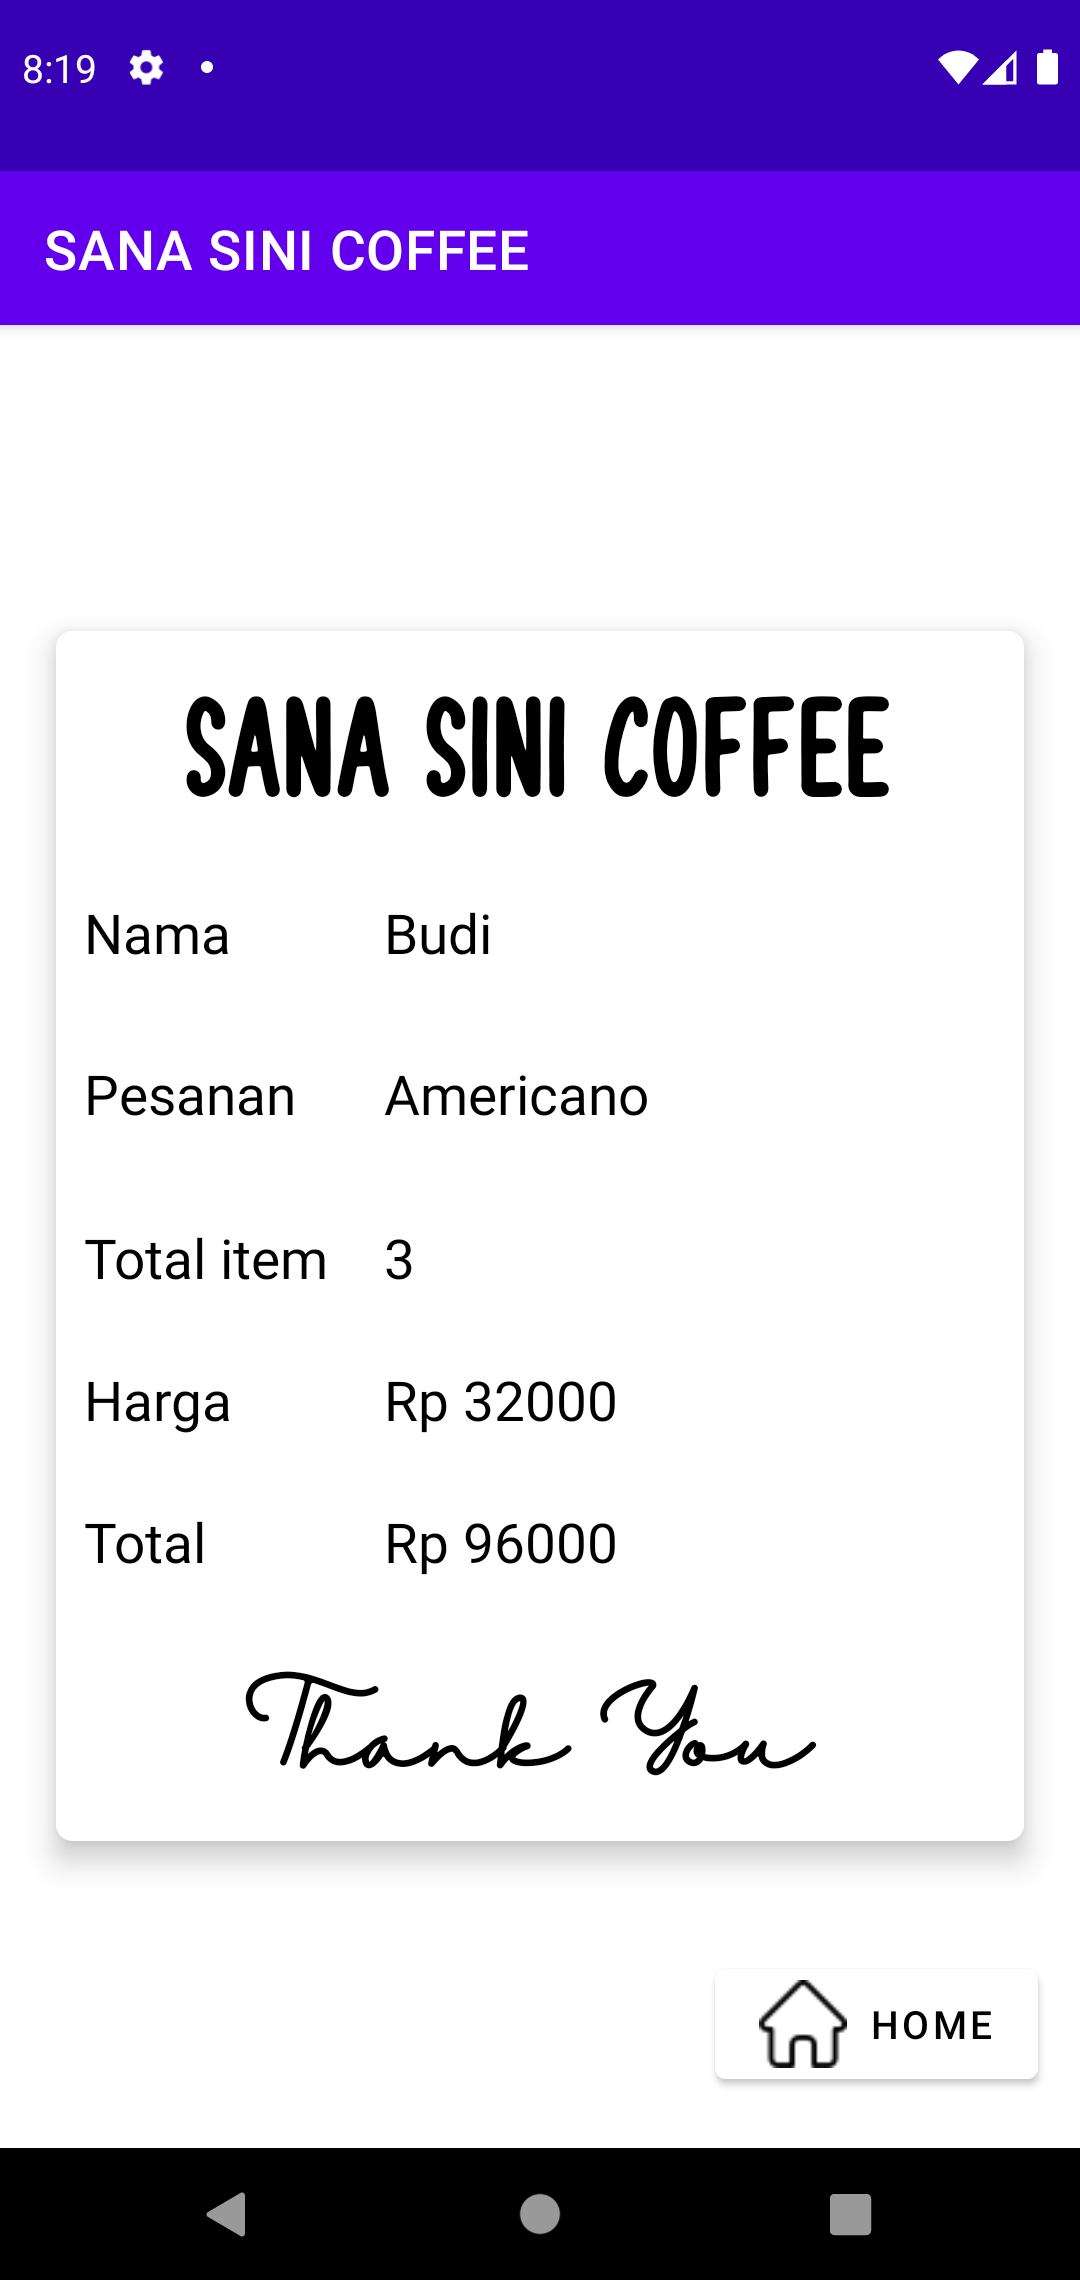 8:19
SANA SINI COFFEE
SANA SINI COFFEE
Nama Budi
Pesanan Americano
Total item 3
Harga Rp 32000
Total Rp 96000
Thank You
HOME